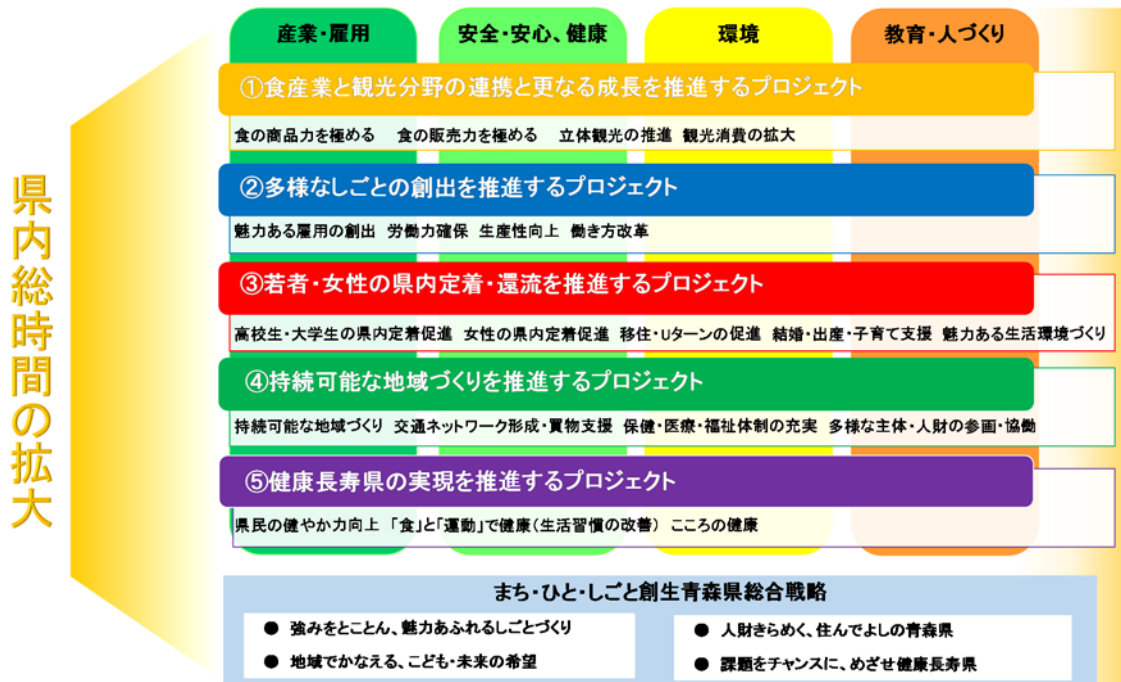 県内総時間の拡大
産業・雇用
安全・安心、健康
環境
教育・人づくり
①食産業と観光分野の連携と更なる成長を推進するプロジェクト
食の商品力を極める 食の販売力を極める 立体観光の推進 観光消費の拡大
②多様なしごとの創出を推進するプロジェクト
魅力ある雇用の創出 労働力確保 生産性向上 働き方改革
③若者・女性の県内定着・還流を推進するプロジェクト
高校生・大学生の県内定着促進 女性の県内定着促進 移住・Uターンの促進 結婚・出産・子育て支援 魅力ある生活環境づくり
④持続可能な地域づくりを推進するプロジェクト
持続可能な地域づくり 交通ネットワーク形成・買物支援 保健・医療・福祉体制の充実 多様な主体・人財の参画・協働
⑤健康長寿県の実現を推進するプロジェクト
県民の健やか力向上 「食」と「運動」で健康(生活習慣の改善) こころの健康
まち・ひと・しごと創生青森県総合戦略
● 強みをとことん、魅力あふれるしごとづくり
● 地域でかなえる、こども・未来の希望
● 人財きらめく、住んでよしの青森県
● 課題をチャンスに、めざせ健康長寿県